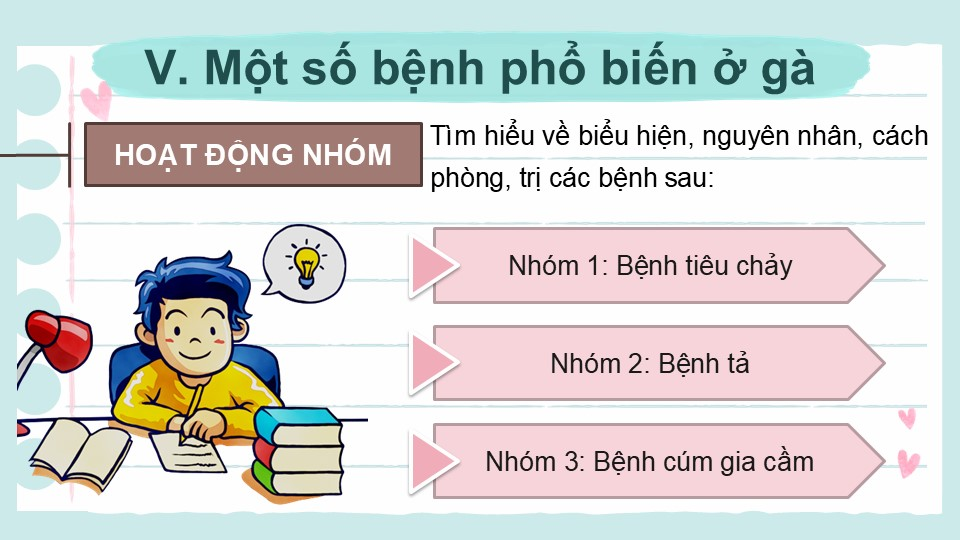 V. Một số bệnh phổ biến ở gà
HOẠT ĐỘNG NHÓM
Tìm hiểu về biểu hiện, nguyên nhân, cách
phòng, trị các bệnh sau:
Nhóm 1: Bệnh tiêu chảy
Nhóm 2: Bệnh tả
Nhóm 3: Bệnh cúm gia cầm